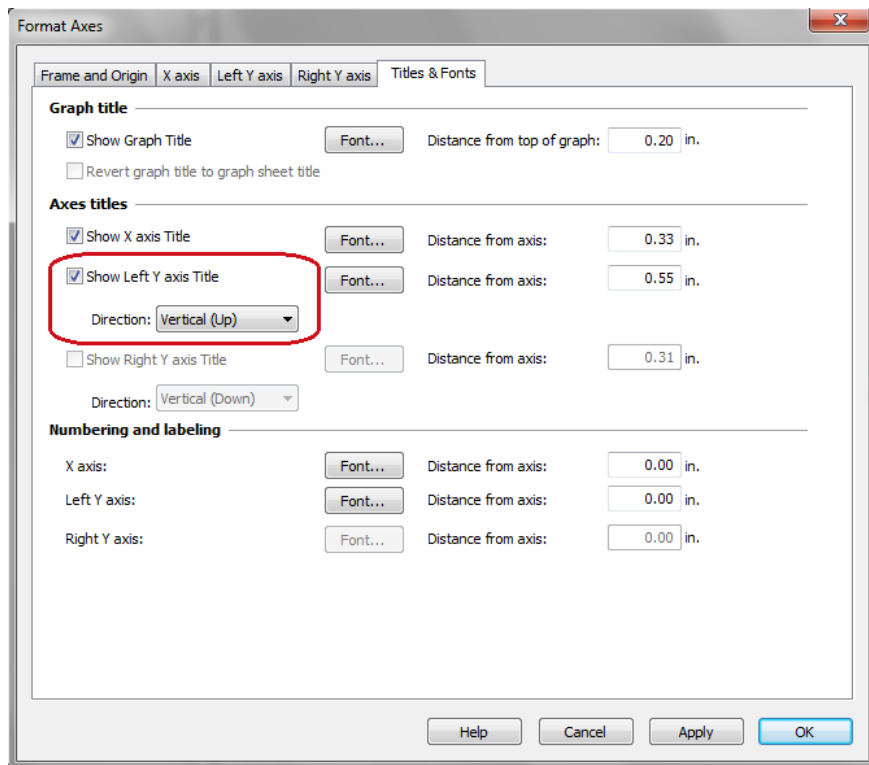 Format Axes
X
Frame and Origin X axis Left Y axis Right Y axis Titles & Fonts
Graph title
Show Graph Title Font... Distance from top of graph: 0.20 in.
Revert graph title to graph sheet title
Axes titles
Show X axis Title Font... Distance from axis: 0.33 in.
Show Left Y axis Title Font... Distance from axis: 0.55 in.
Direction: Vertical (Up)
Show Right Y axis Title Font... Distance from axis: 0.31 in.
Direction: Vertical (Down)
Numbering and labeling
X axis: Font... Distance from axis: 0.00 in.
Left Y axis: Font... Distance from axis: 0.00 in.
Right Y axis: Font... Distance from axis: 0.00 in.
Help Cancel Apply OK